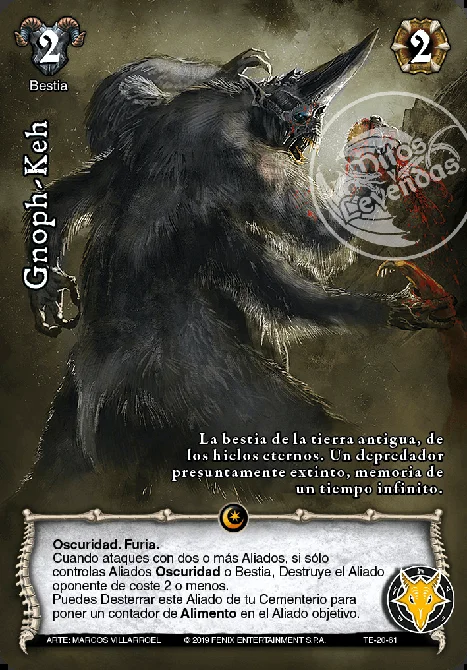 2
Bestia
2
Gnoph-Keh
Mitos
y
Leyendas
La bestia de la tierra antigua, de
los hielos eternos. Un depredador
presuntamente extinto, memoria de
un tiempo infinito.
Oscuridad. Furia.
Cuando ataques con dos o más Aliados, si sólo
controlas Aliados Oscuridad o Bestia, Destruye el Aliado
oponente de coste 2 o menos.
Puedes Desterrar este Aliado de tu Cementerio para
poner un contador de Alimento en el Aliado objetivo.
ARTE: MARCOS VILLARROEL © 2019 FENIX ENTERTAINMENT S.P.A. TE-20-61